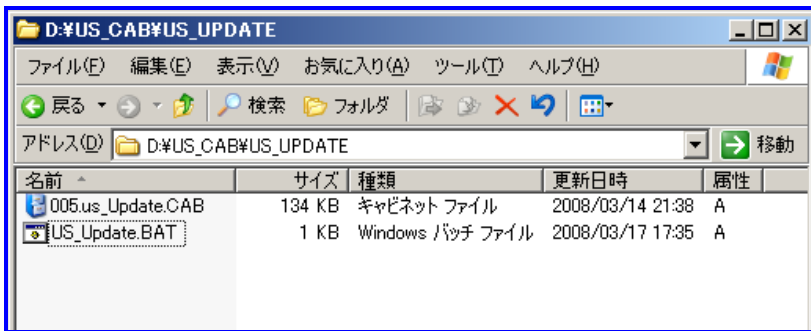 D:¥US_CAB¥US_UPDATE
ファイル(F) 編集(E) 表示(V) お気に入り(A) ツール(T) ヘルプ(H)
戻る 検索 フォルダ
アドレス(D) D:¥US_CAB¥US_UPDATE 移動
名前 サイズ 種類 更新日時 属性
005.us_Update.CAB 134 KB キャビネット ファイル 2008/03/14 21:38 A
US_Update.BAT 1 KB Windows バッチ ファイル 2008/03/17 17:35 A